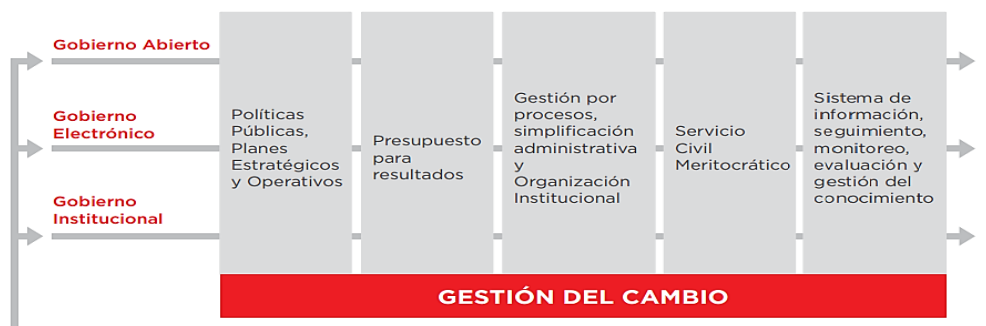 Gobierno Abierto
Gobierno
Electrónico
Gobierno
Institucional
Políticas
Públicas,
Planes
Estratégicos
y Operativos
Presupuesto
para
resultados
Gestión por
procesos,
simplificación
administrativa
y
Organización
Institucional
Servicio
Civil
Meritocrático
Sistema de
información,
seguimiento,
monitoreo,
evaluación y
gestión del
conocimiento
GESTIÓN DEL CAMBIO